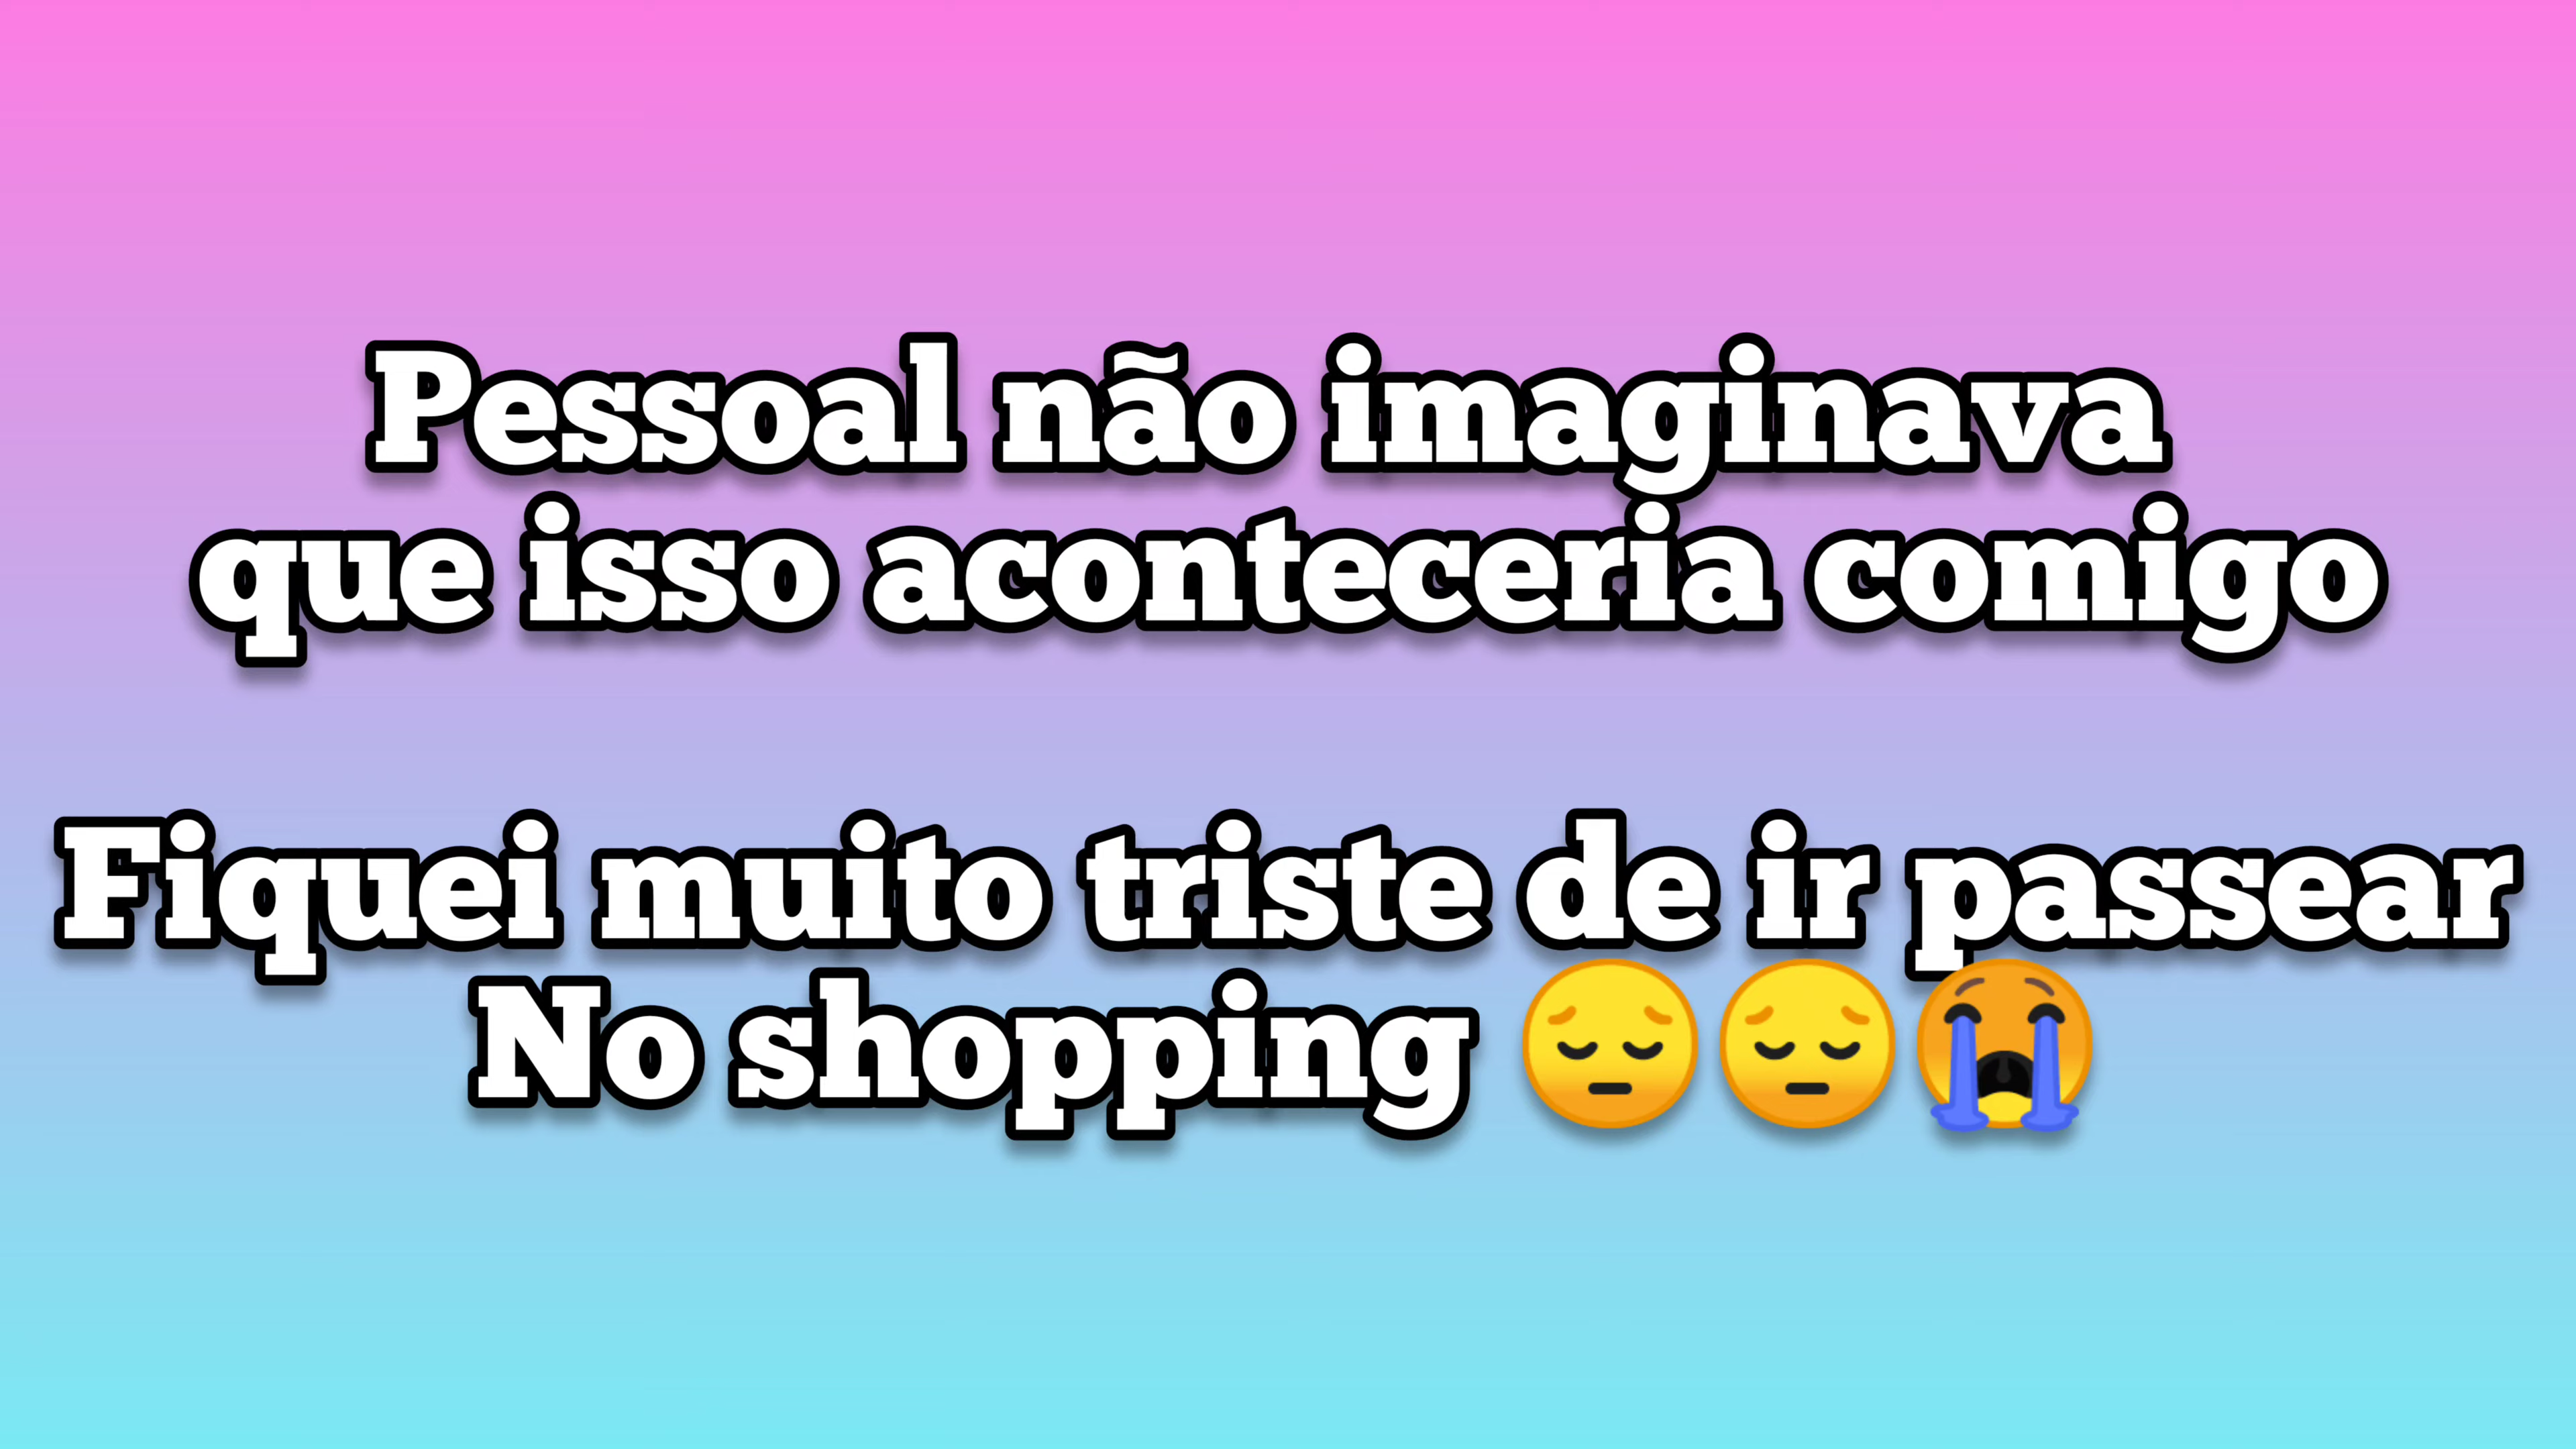 Pessoal não imaginava
que isso aconteceria comigo
Fiquei muito triste de ir passear
No shopping 😔😔😭